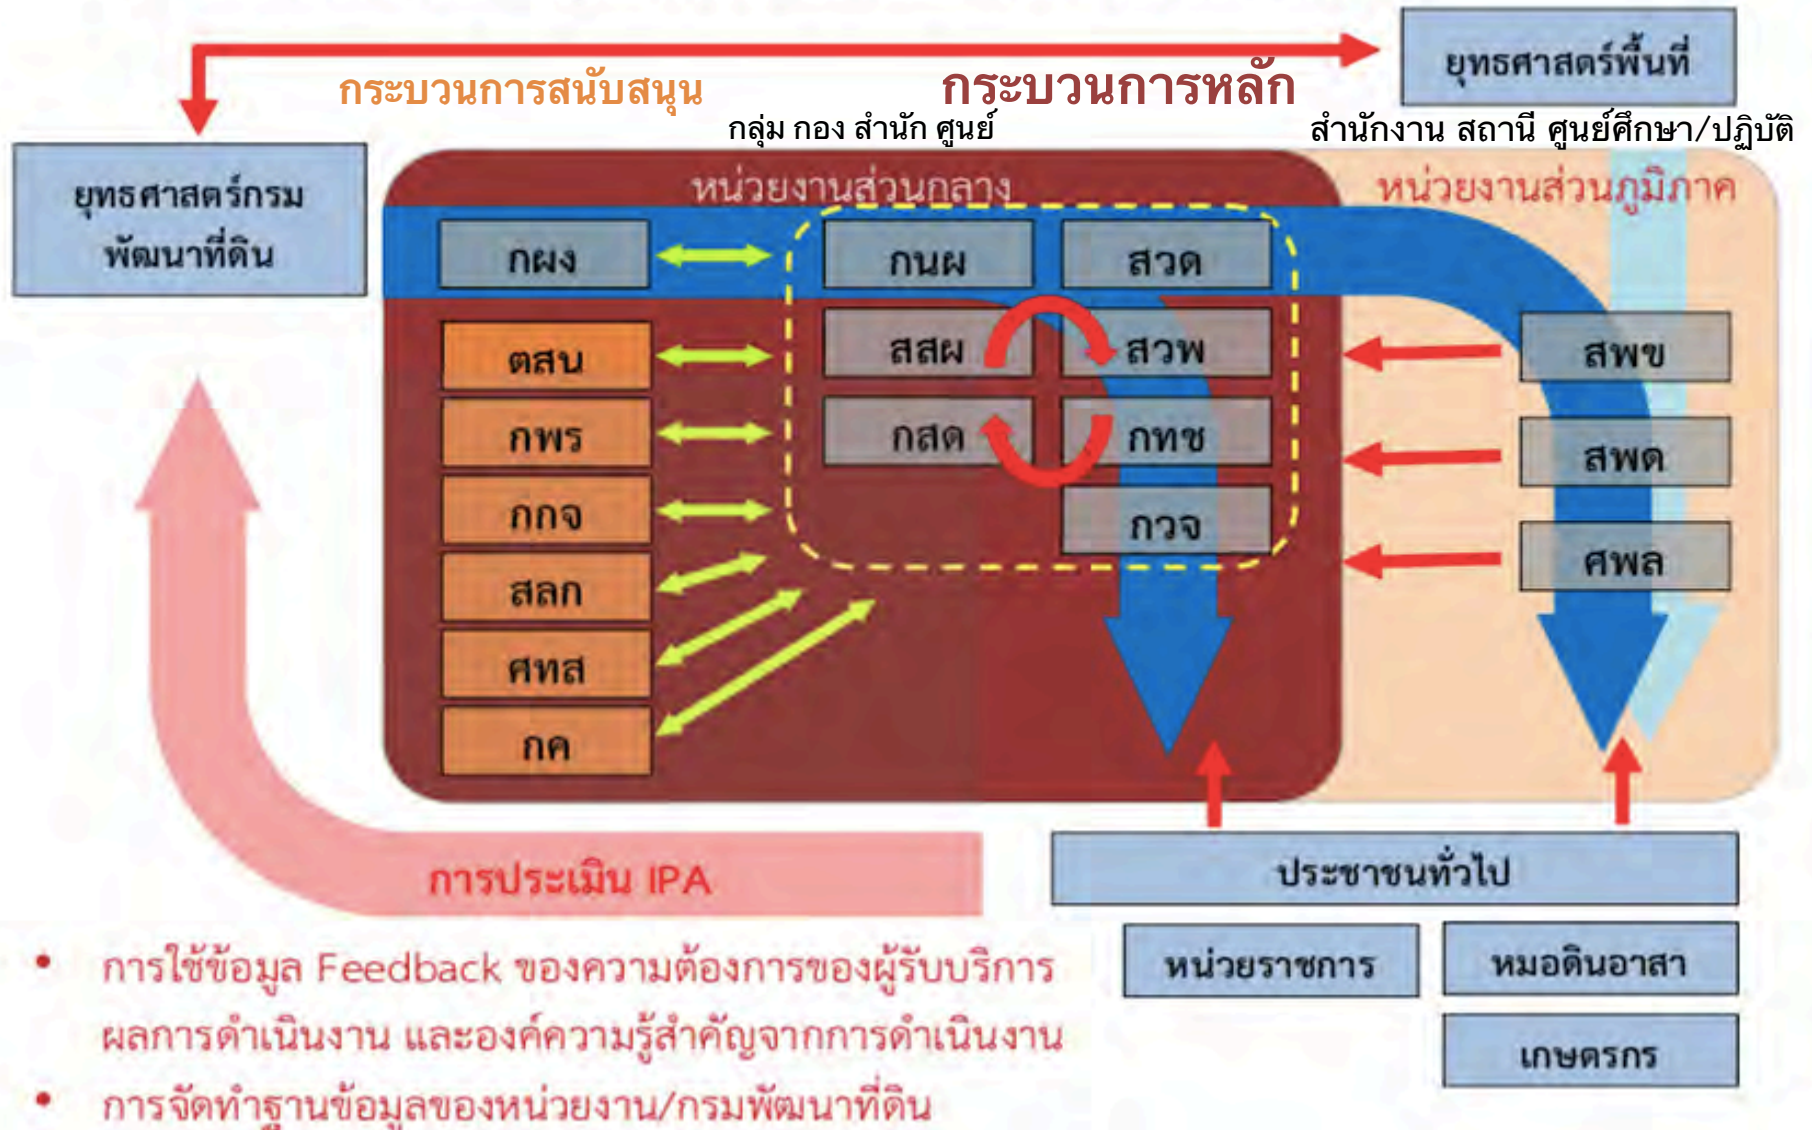 ยุทธศาสตร์พื้นที่
กระบวนการสนับสนุน
กระบวนการหลัก
กลุ่ม กอง สำนัก ศูนย์
สำนักงาน สถานี ศูนย์ศึกษา/ปฏิบัติ
ยุทธศาสตร์กรม
พัฒนาที่ดิน
หน่วยงานส่วนกลาง
หน่วยงานส่วนภูมิภาค
กผง
กนผ
สวด
ตสน
สสผ
สวพ
สพข
กพร
กสด
กทช
สพด
กกจ
กวจ
ศพล
สลก
ศทส
กค
การประเมิน IPA
ประชาชนทั่วไป
หน่วยราชการ
หมอดินอาสา
เกษตรกร
• การใช้ข้อมูล Feedback ของความต้องการของผู้รับบริการ
ผลการดำเนินงาน และองค์ความรู้สำคัญจากการดำเนินงาน
• การจัดทำฐานข้อมูลของหน่วยงาน/กรมพัฒนาที่ดิน